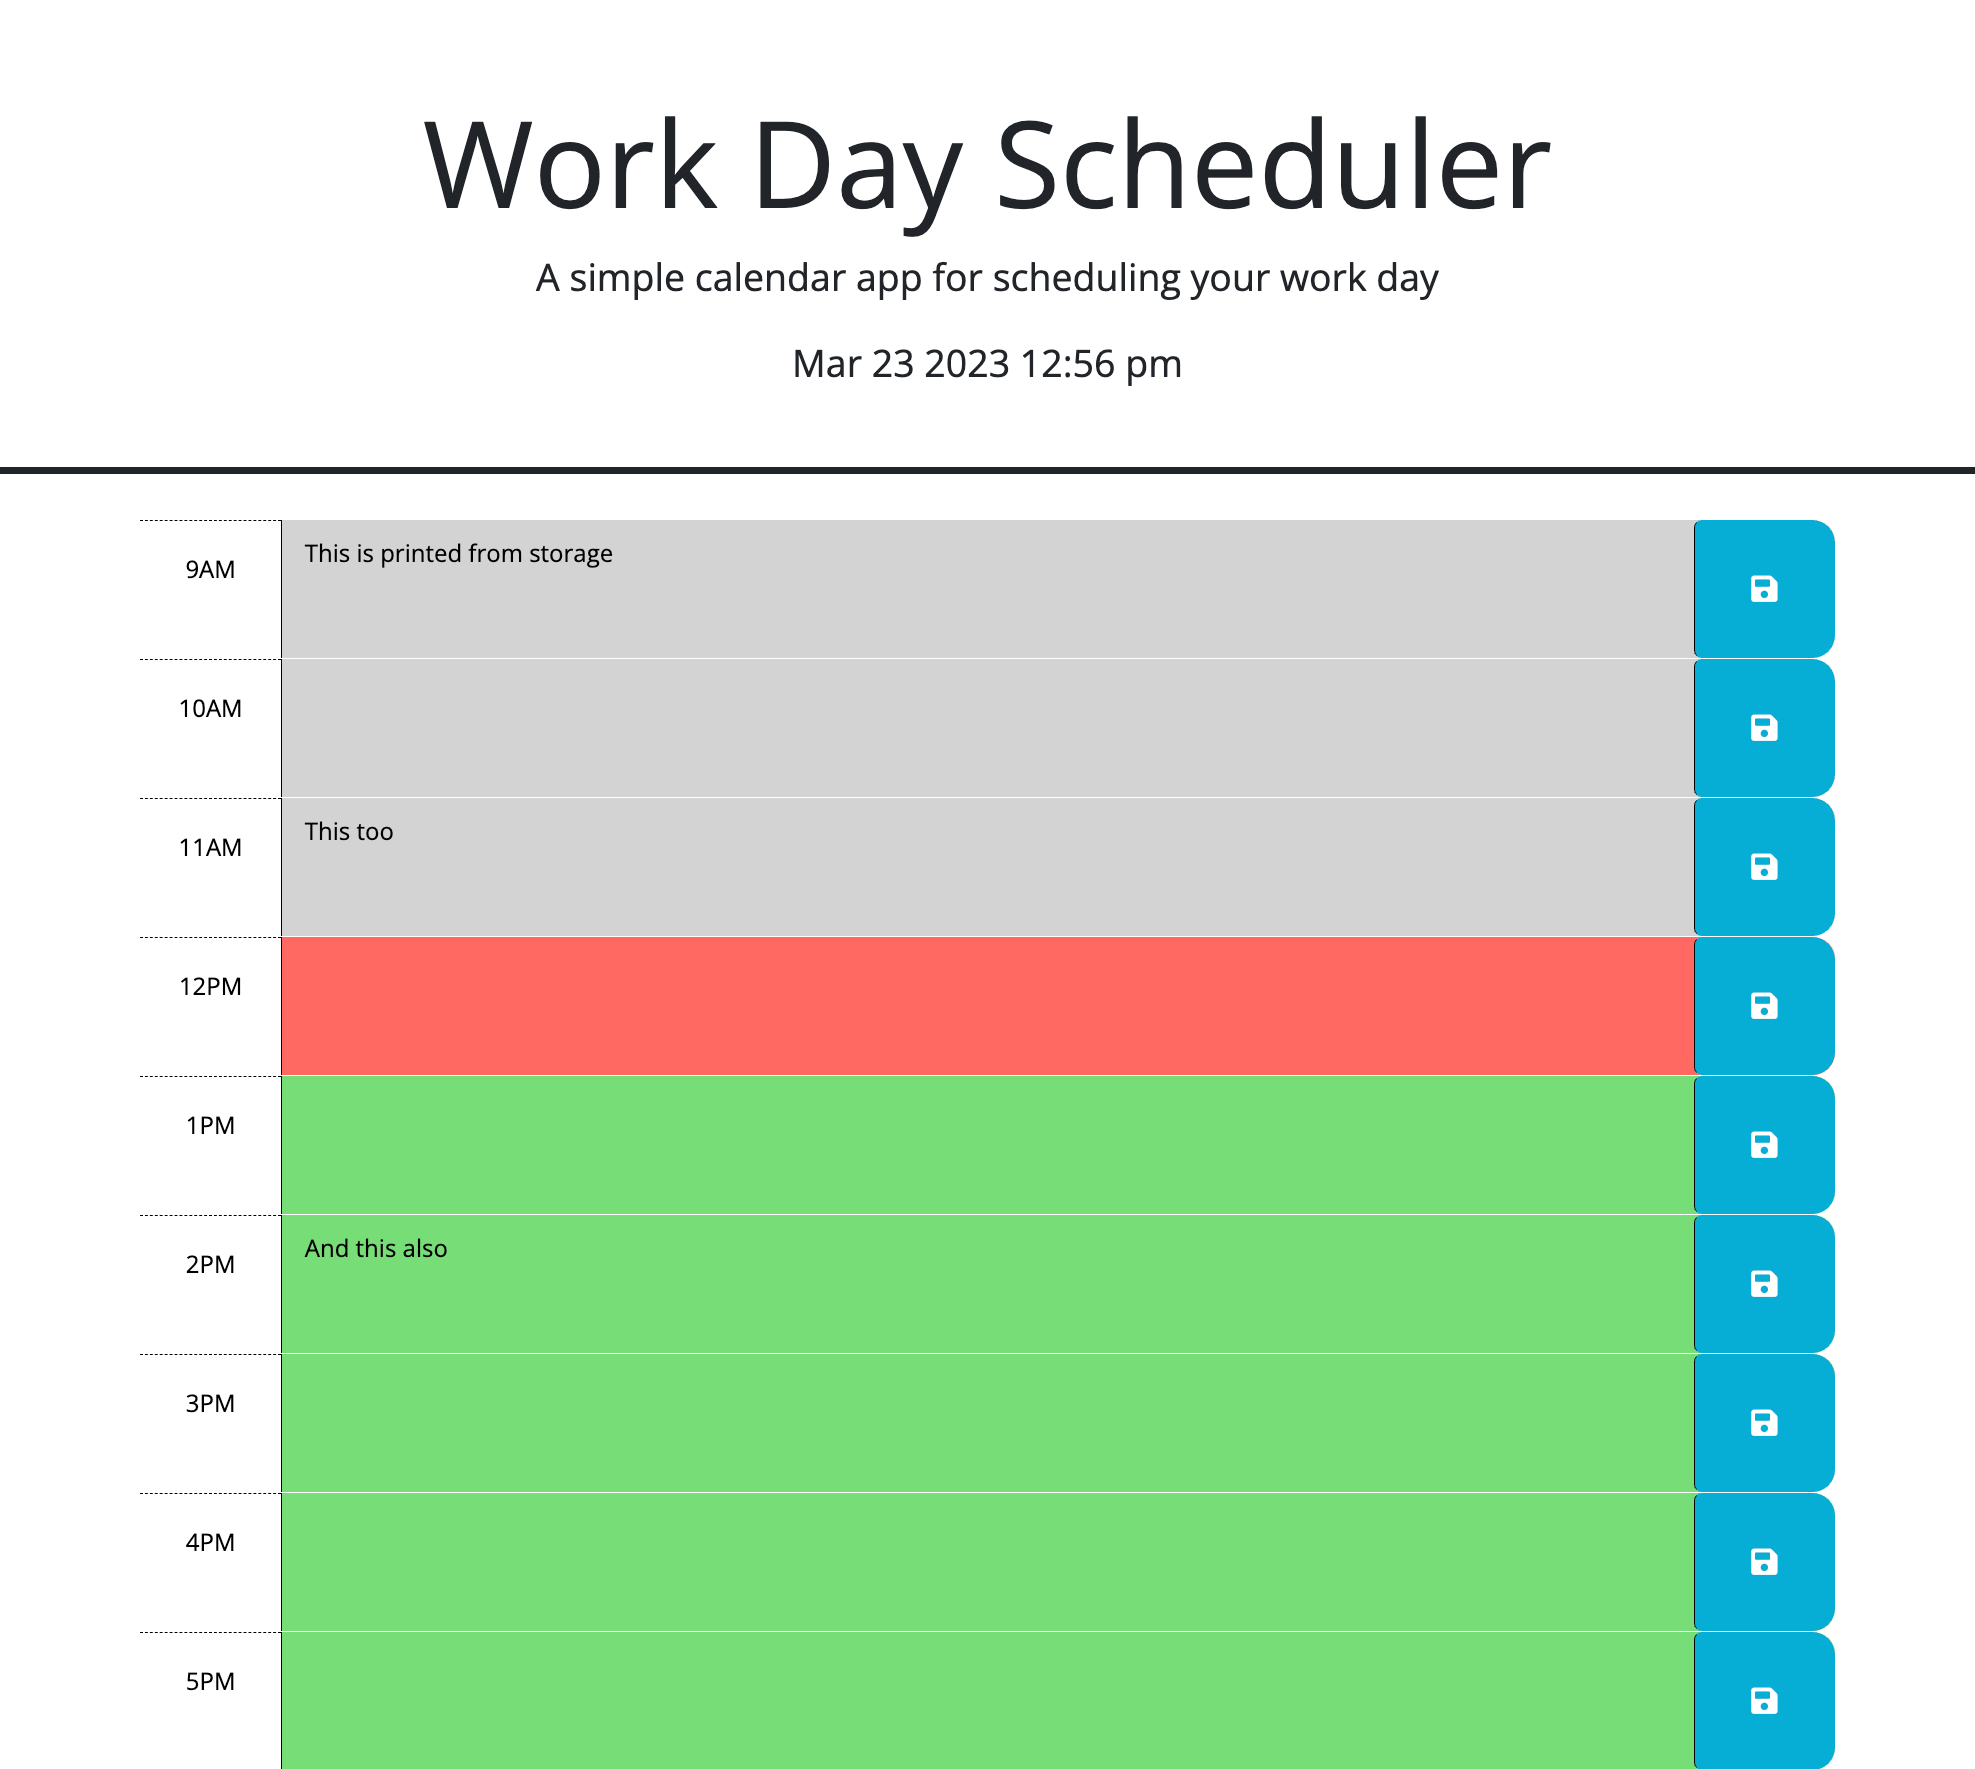 Work Day Scheduler
A simple calendar app for scheduling your work day
Mar 23 2023 12:56 pm
9AM
This is printed from storage
10AM
11AM
This too
12PM
1PM
2PM
And this also
3PM
4PM
5PM